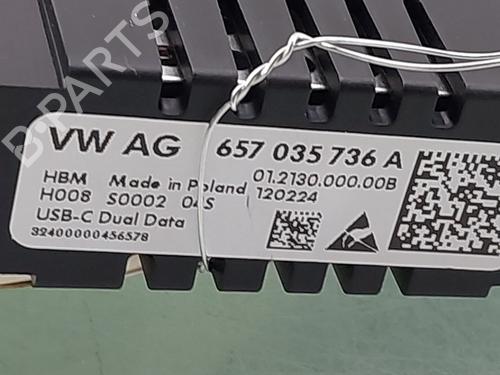 B-PARTS
VW AG 657 035 736 A
HBM Made in Poland 01.2130.000.00B
H008 S0002 04S 120224
USB-C Dual Data
32400000456578